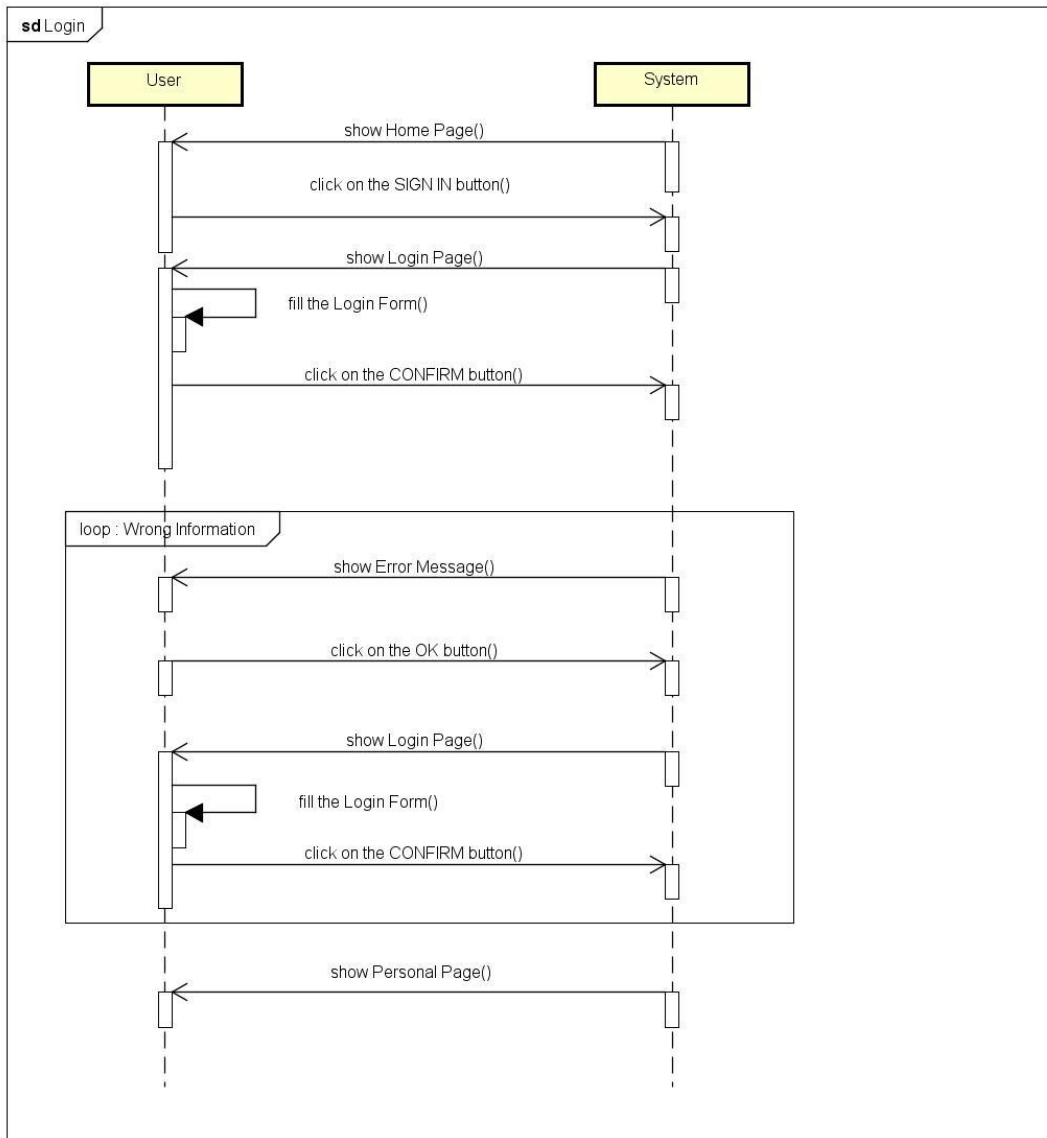 sd Login
User
System
show Home Page()
click on the SIGN IN button()
show Login Page()
fill the Login Form()
click on the CONFIRM button()
loop : Wrong Information
show Error Message()
click on the OK button()
show Login Page()
fill the Login Form()
click on the CONFIRM button()
show Personal Page()